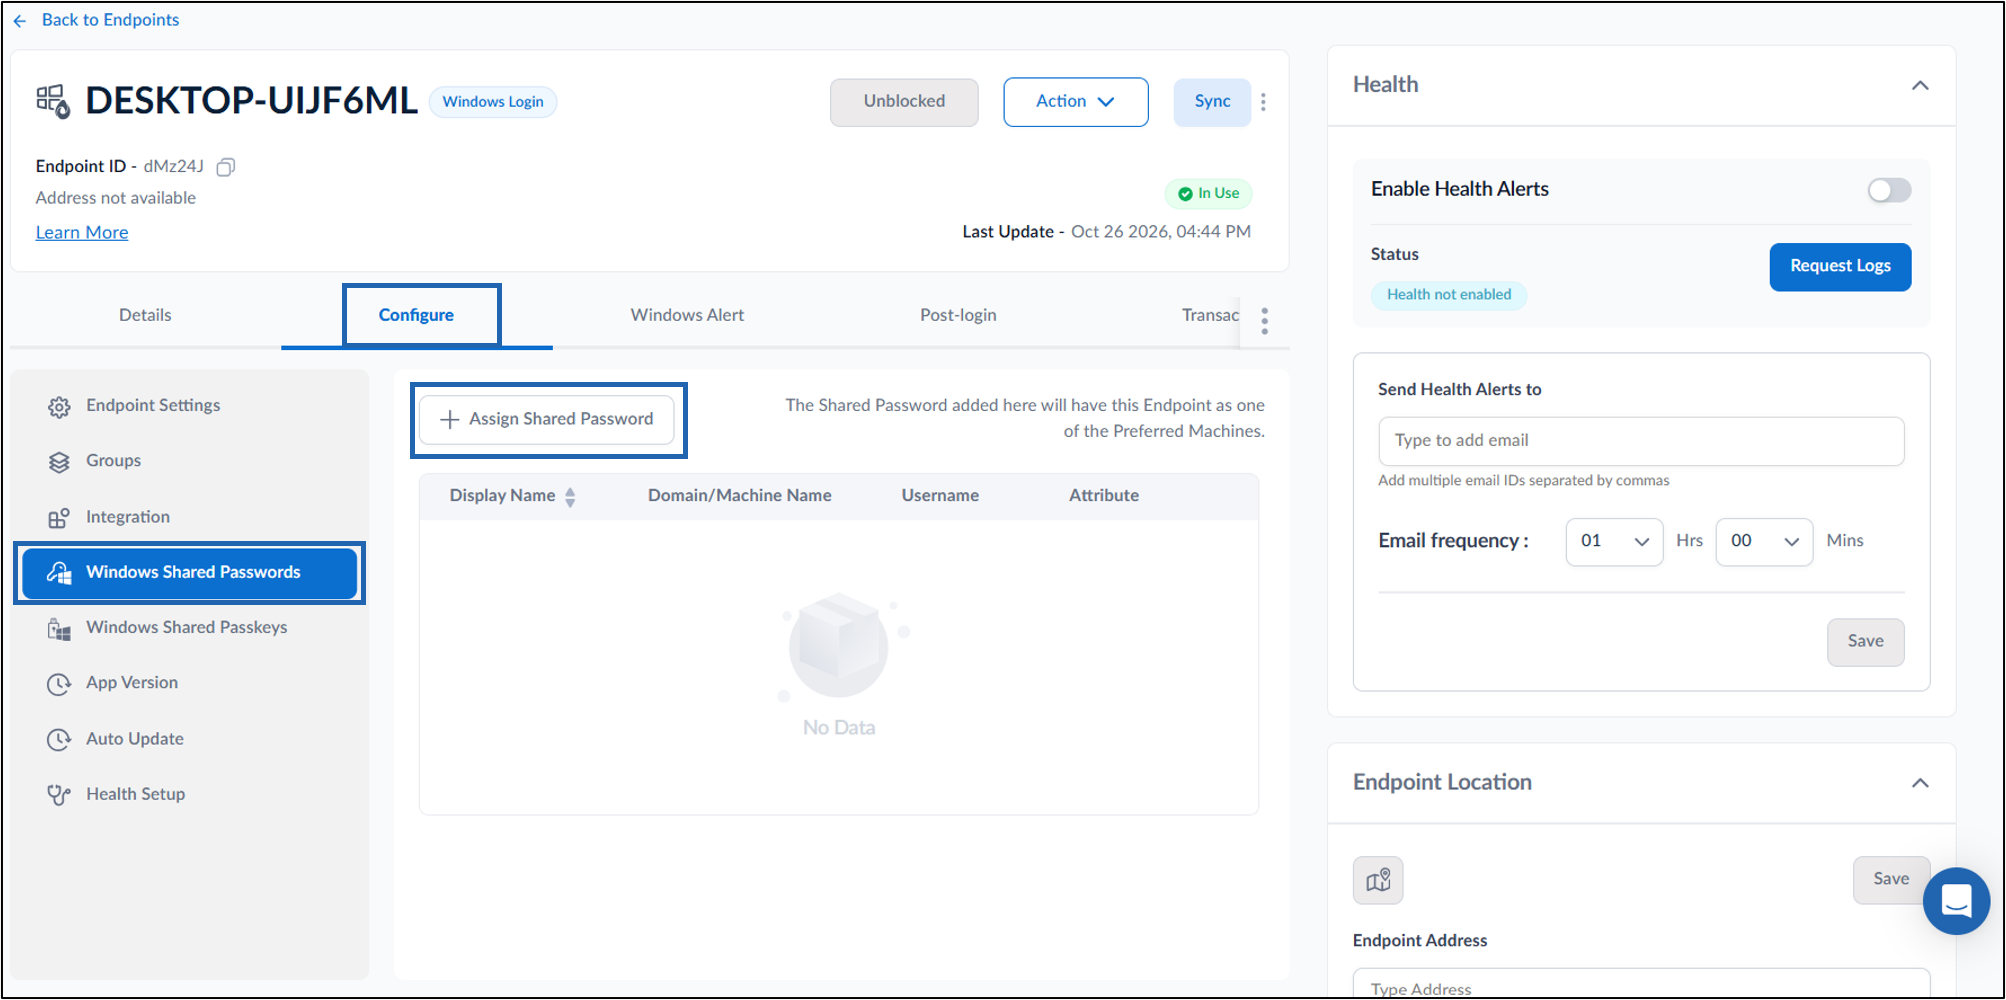 Back to Endpoints
DESKTOP-UIJF6ML
Windows Login
Unblocked
Action
Sync
Endpoint ID - dMz24J
Address not available
Learn More
In Use
Last Update - Oct 26 2026, 04:44 PM
Details
Configure
Windows Alert
Post-login
Transac
Endpoint Settings
Groups
Integration
Windows Shared Passwords
Windows Shared Passkeys
App Version
Auto Update
Health Setup
Assign Shared Password
The Shared Password added here will have this Endpoint as one
of the Preferred Machines.
Display Name
Domain/Machine Name
Username
Attribute
No Data
Health
Enable Health Alerts
Status
Health not enabled
Request Logs
Send Health Alerts to
Type to add email
Add multiple email IDs separated by commas
Email frequency :
01
Hrs
00
Mins
Save
Endpoint Location
Save
Endpoint Address
Type Address